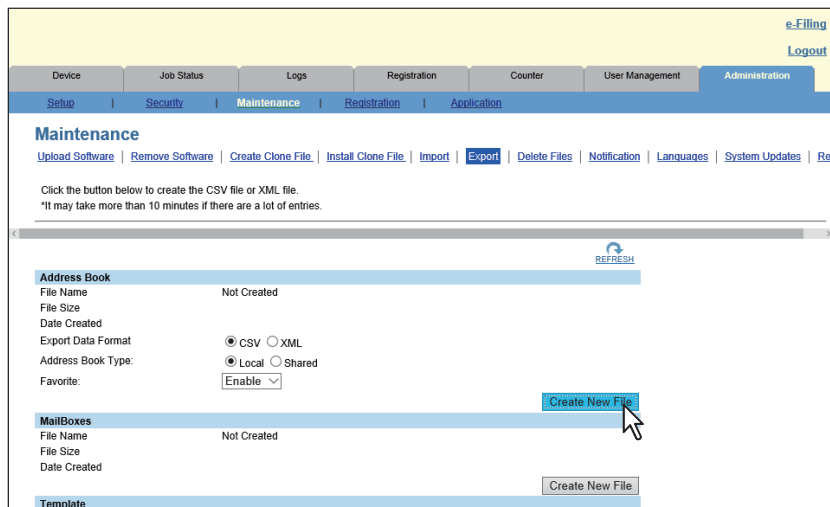 e-Filing
Logout
Device Job Status Logs Registration Counter User Management Administration
Setup | Security | Maintenance | Registration | Application
Maintenance
Upload Software | Remove Software | Create Clone File | Install Clone File | Import | Export | Delete Files | Notification | Languages | System Updates | Re
Click the button below to create the CSV file or XML file.
*It may take more than 10 minutes if there are a lot of entries.
REFRESH
Address Book
File Name Not Created
File Size
Date Created
Export Data Format CSV XML
Address Book Type: Local Shared
Favorite: Enable
Create New File
MailBoxes
File Name Not Created
File Size
Date Created
Create New File
Template